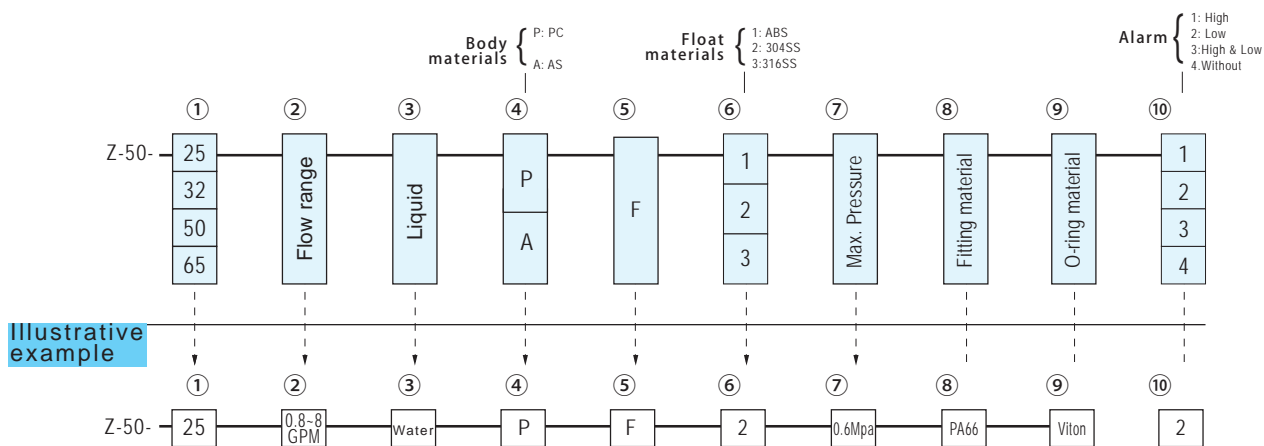 Body materials
P: PC
A: AS
Float materials
1: ABS
2: 304SS
3:316SS
Alarm
1: High
2: Low
3:High & Low
4.Without
① ② ③ ④ ⑤ ⑥ ⑦ ⑧ ⑨ ⑩
Z-50-
25
32
50
65
Flow range
Liquid
P
A
F
1
2
3
Max. Pressure
Fitting material
O-ring material
1
2
3
4
Illustrative
example
① ② ③ ④ ⑤ ⑥ ⑦ ⑧ ⑨ ⑩
Z-50- 25 0.8~8 GPM Water P F 2 0.6Mpa PA66 Viton 2